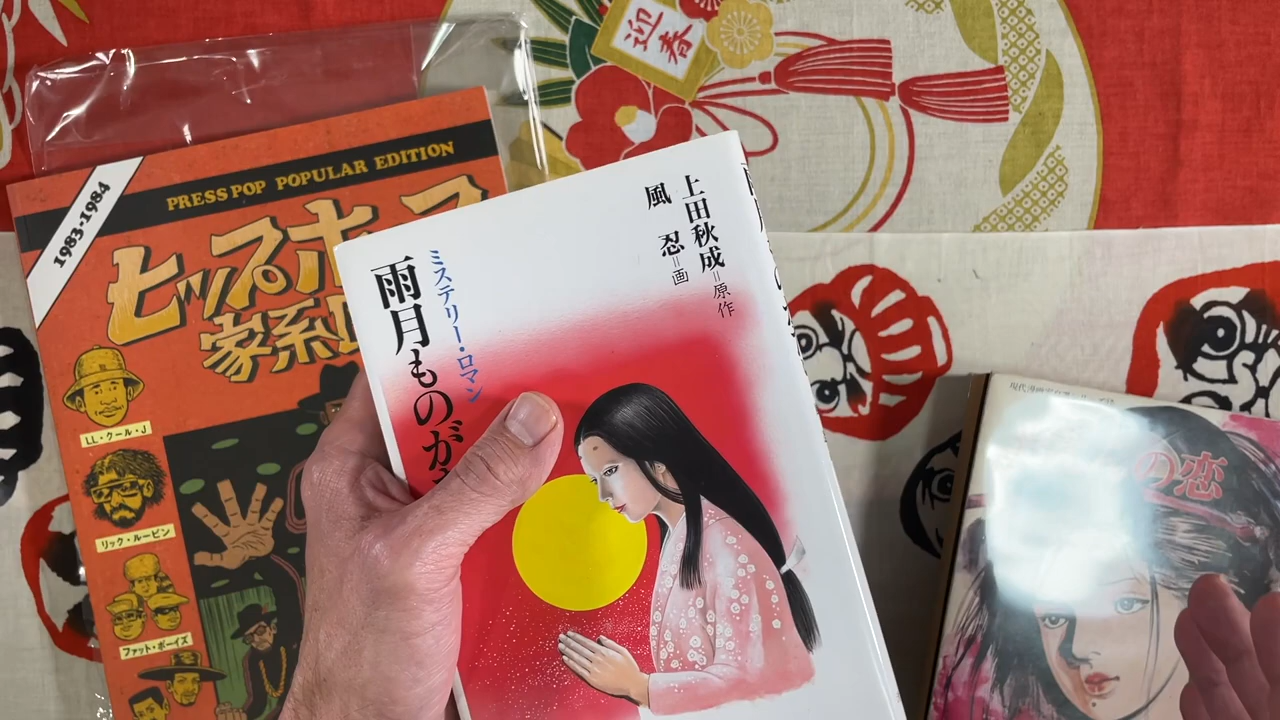 迎春
PRESS POP POPULAR EDITION
1983-1984
ヒップホ
家系
LL・クール・J
リック・ルービン
ファット・ボーイズ
上田秋成=原作
風 忍=画
ミステリー・ロマン
雨月ものが
の恋